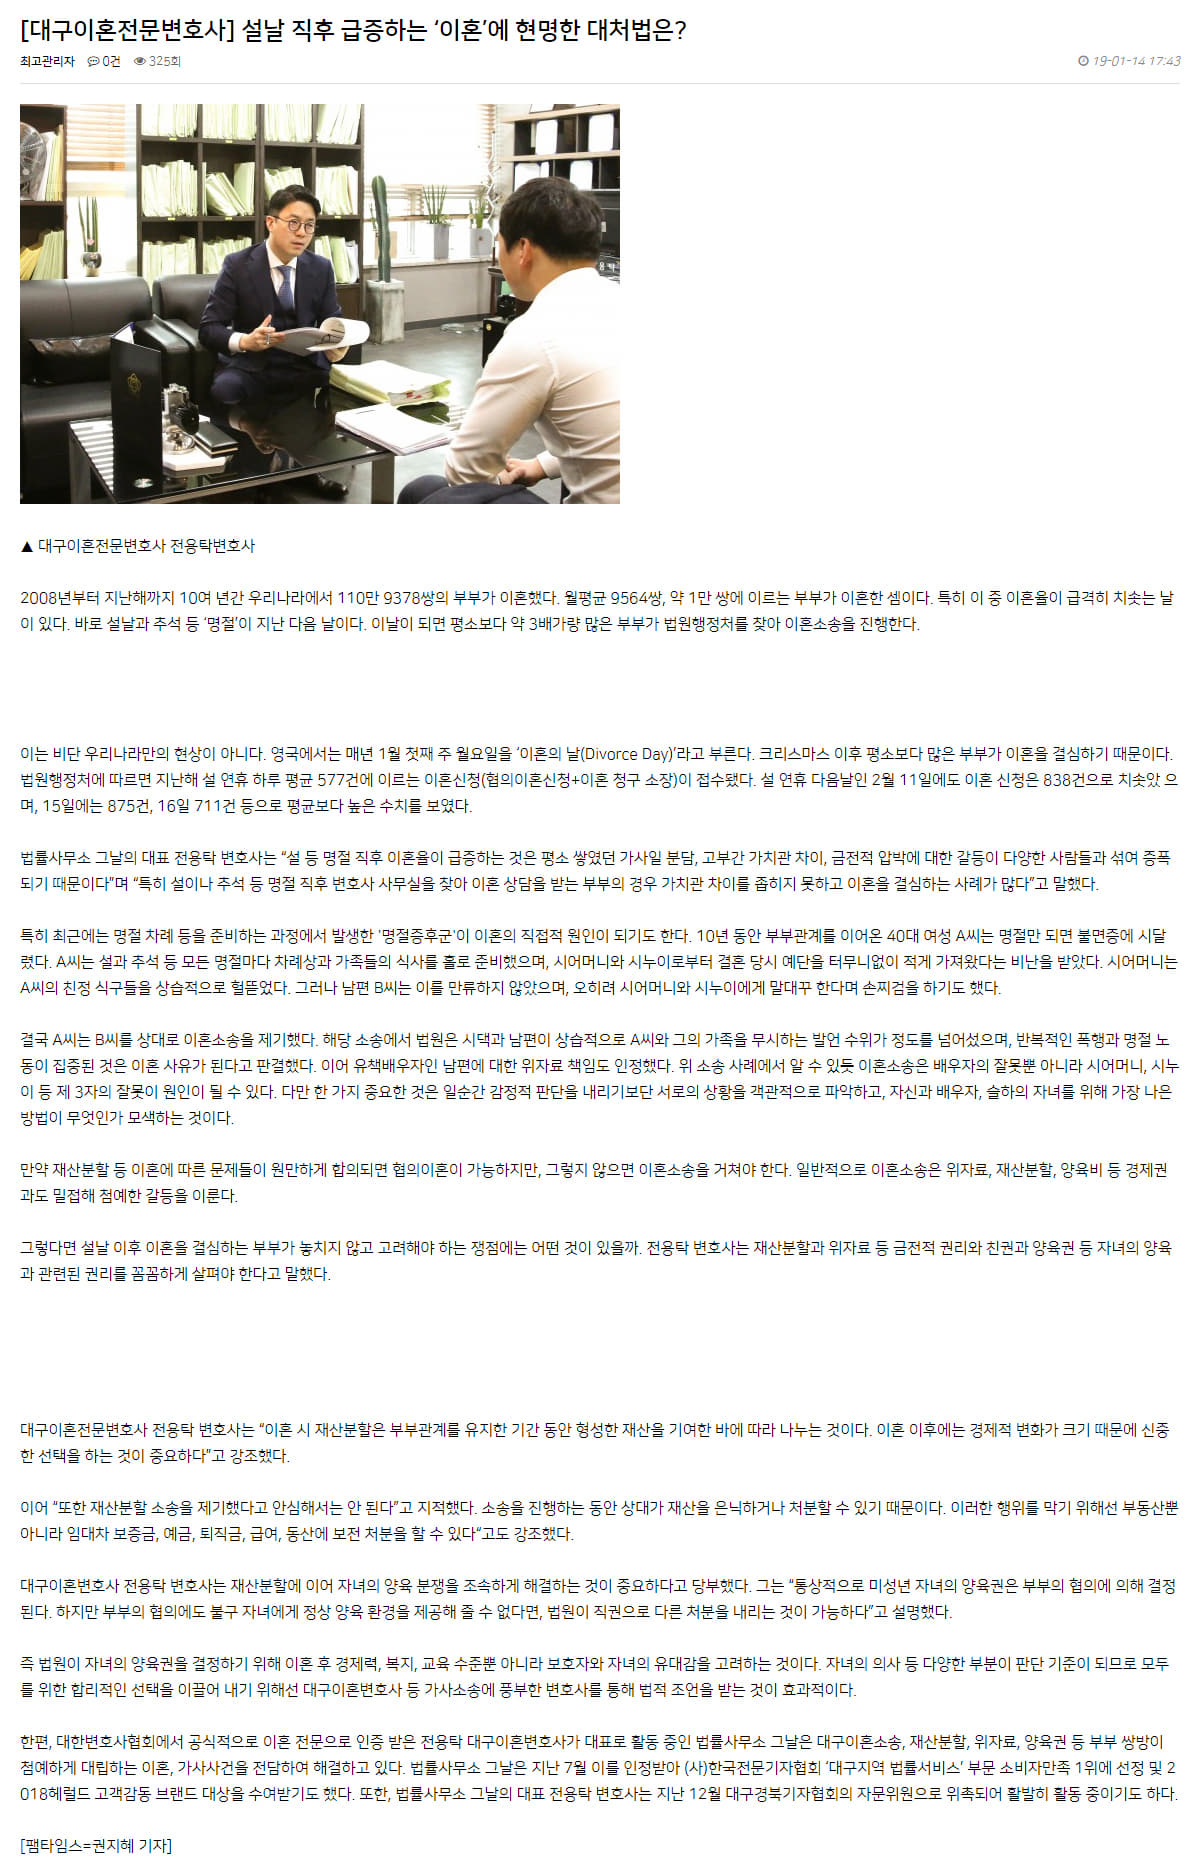 [대구이혼전문변호사] 설날 직후 급증하는 ‘이혼’에 현명한 대처법은?
최고관리자 0건 325회 19-01-14 17:43
▲ 대구이혼전문변호사 전용탁변호사
2008년부터 지난해까지 10여 년간 우리나라에서 110만 9378쌍의 부부가 이혼했다. 월평균 9564쌍, 약 1만 쌍에 이르는 부부가 이혼한 셈이다. 특히 이 중 이혼율이 급격히 치솟는 날
이 있다. 바로 설날과 추석 등 ‘명절’이 지난 다음 날이다. 이날이 되면 평소보다 약 3배가량 많은 부부가 법원행정처를 찾아 이혼소송을 진행한다.
이는 비단 우리나라만의 현상이 아니다. 영국에서는 매년 1월 첫째 주 월요일을 ‘이혼의 날(Divorce Day)’라고 부른다. 크리스마스 이후 평소보다 많은 부부가 이혼을 결심하기 때문이다.
법원행정처에 따르면 지난해 설 연휴 하루 평균 577건에 이르는 이혼신청(협의이혼신청+이혼 청구 소장)이 접수됐다. 설 연휴 다음날인 2월 11일에도 이혼 신청은 838건으로 치솟았 으
며, 15일에는 875건, 16일 711건 등으로 평균보다 높은 수치를 보였다.
법률사무소 그날의 대표 전용탁 변호사는 “설 등 명절 직후 이혼율이 급증하는 것은 평소 쌓였던 가사일 분담, 고부간 가치관 차이, 금전적 압박에 대한 갈등이 다양한 사람들과 섞여 증폭
되기 때문이다”며 “특히 설이나 추석 등 명절 직후 변호사 사무실을 찾아 이혼 상담을 받는 부부의 경우 가치관 차이를 좁히지 못하고 이혼을 결심하는 사례가 많다”고 말했다.
특히 최근에는 명절 차례 등을 준비하는 과정에서 발생한 '명절증후군'이 이혼의 직접적 원인이 되기도 한다. 10년 동안 부부관계를 이어온 40대 여성 A씨는 명절만 되면 불면증에 시달
렸다. A씨는 설과 추석 등 모든 명절마다 차례상과 가족들의 식사를 홀로 준비했으며, 시어머니와 시누이로부터 결혼 당시 예단을 터무니없이 적게 가져왔다는 비난을 받았다. 시어머니는
A씨의 친정 식구들을 상습적으로 헐뜯었다. 그러나 남편 B씨는 이를 만류하지 않았으며, 오히려 시어머니와 시누이에게 말대꾸 한다며 손찌검을 하기도 했다.
결국 A씨는 B씨를 상대로 이혼소송을 제기했다. 해당 소송에서 법원은 시댁과 남편이 상습적으로 A씨와 그의 가족을 무시하는 발언 수위가 정도를 넘어섰으며, 반복적인 폭행과 명절 노
동이 집중된 것은 이혼 사유가 된다고 판결했다. 이어 유책배우자인 남편에 대한 위자료 책임도 인정했다. 위 소송 사례에서 알 수 있듯 이혼소송은 배우자의 잘못뿐 아니라 시어머니, 시누
이 등 제 3자의 잘못이 원인이 될 수 있다. 다만 한 가지 중요한 것은 일순간 감정적 판단을 내리기보단 서로의 상황을 객관적으로 파악하고, 자신과 배우자, 슬하의 자녀를 위해 가장 나은
방법이 무엇인가 모색하는 것이다.
만약 재산분할 등 이혼에 따른 문제들이 원만하게 합의되면 협의이혼이 가능하지만, 그렇지 않으면 이혼소송을 거쳐야 한다. 일반적으로 이혼소송은 위자료, 재산분할, 양육비 등 경제권
과도 밀접해 첨예한 갈등을 이룬다.
그렇다면 설날 이후 이혼을 결심하는 부부가 놓치지 않고 고려해야 하는 쟁점에는 어떤 것이 있을까. 전용탁 변호사는 재산분할과 위자료 등 금전적 권리와 친권과 양육권 등 자녀의 양육
과 관련된 권리를 꼼꼼하게 살펴야 한다고 말했다.
대구이혼전문변호사 전용탁 변호사는 “이혼 시 재산분할은 부부관계를 유지한 기간 동안 형성한 재산을 기여한 바에 따라 나누는 것이다. 이혼 이후에는 경제적 변화가 크기 때문에 신중
한 선택을 하는 것이 중요하다”고 강조했다.
이어 “또한 재산분할 소송을 제기했다고 안심해서는 안 된다”고 지적했다. 소송을 진행하는 동안 상대가 재산을 은닉하거나 처분할 수 있기 때문이다. 이러한 행위를 막기 위해선 부동산뿐
아니라 임대차 보증금, 예금, 퇴직금, 급여, 동산에 보전 처분을 할 수 있다“고도 강조했다.
대구이혼변호사 전용탁 변호사는 재산분할에 이어 자녀의 양육 분쟁을 조속하게 해결하는 것이 중요하다고 당부했다. 그는 “통상적으로 미성년 자녀의 양육권은 부부의 협의에 의해 결정
된다. 하지만 부부의 협의에도 불구 자녀에게 정상 양육 환경을 제공해 줄 수 없다면, 법원이 직권으로 다른 처분을 내리는 것이 가능하다”고 설명했다.
즉 법원이 자녀의 양육권을 결정하기 위해 이혼 후 경제력, 복지, 교육 수준뿐 아니라 보호자와 자녀의 유대감을 고려하는 것이다. 자녀의 의사 등 다양한 부분이 판단 기준이 되므로 모두
를 위한 합리적인 선택을 이끌어 내기 위해선 대구이혼변호사 등 가사소송에 풍부한 변호사를 통해 법적 조언을 받는 것이 효과적이다.
한편, 대한변호사협회에서 공식적으로 이혼 전문으로 인증 받은 전용탁 대구이혼변호사가 대표로 활동 중인 법률사무소 그날은 대구이혼소송, 재산분할, 위자료, 양육권 등 부부 쌍방이
첨예하게 대립하는 이혼, 가사사건을 전담하여 해결하고 있다. 법률사무소 그날은 지난 7월 이를 인정받아 (사)한국전문기자협회 ‘대구지역 법률서비스’ 부문 소비자만족 1위에 선정 및 2
018헤럴드 고객감동 브랜드 대상을 수여받기도 했다. 또한, 법률사무소 그날의 대표 전용탁 변호사는 지난 12월 대구경북기자협회의 자문위원으로 위촉되어 활발히 활동 중이기도 하다.
[팸타임스=권지혜 기자]